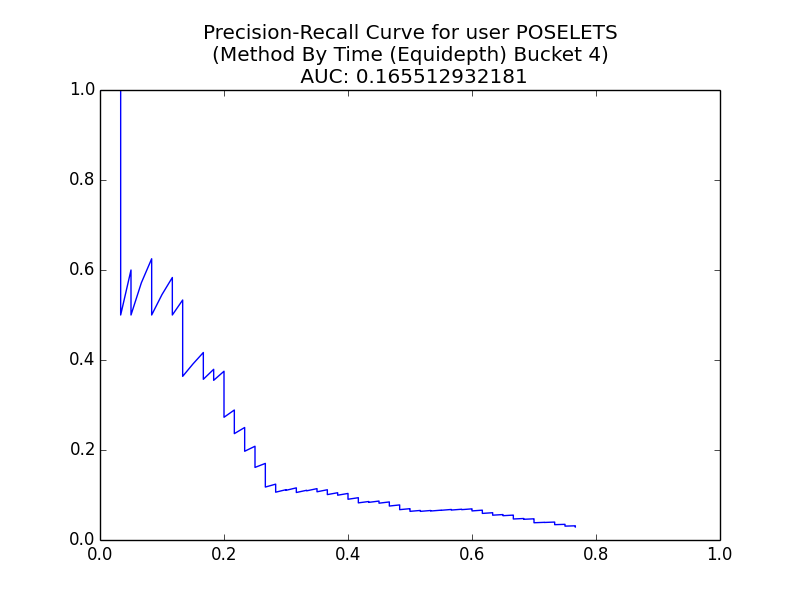 Precision-Recall Curve for user POSELETS
(Method By Time (Equidepth) Bucket 4)
AUC: 0.165512932181
1.0
0.8
0.6
0.4
0.2
0.0
0.0 0.2 0.4 0.6 0.8 1.0